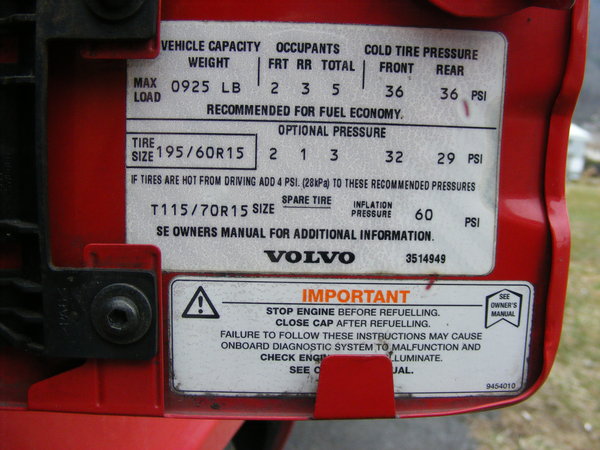 VEHICLE CAPACITY OCCUPANTS COLD TIRE PRESSURE
WEIGHT FRT RR TOTAL FRONT REAR
MAX LOAD 0925 LB 2 3 5 36 36 PSI
RECOMMENDED FOR FUEL ECONOMY.
OPTIONAL PRESSURE
TIRE SIZE 195/60R15 2 1 3 32 29 PSI
IF TIRES ARE HOT FROM DRIVING ADD 4 PSI. (28kPa) TO THESE RECOMMENDED PRESSURES
T115/70R15 SIZE SPARE TIRE INFLATION PRESSURE 60 PSI
SE OWNERS MANUAL FOR ADDITIONAL INFORMATION.
VOLVO 3514949
IMPORTANT
STOP ENGINE BEFORE REFUELLING.
CLOSE CAP AFTER REFUELLING.
SEE OWNER'S MANUAL
FAILURE TO FOLLOW THESE INSTRUCTIONS MAY CAUSE
ONBOARD DIAGNOSTIC SYSTEM TO MALFUNCTION AND
CHECK ENGIN
SEE
9454010